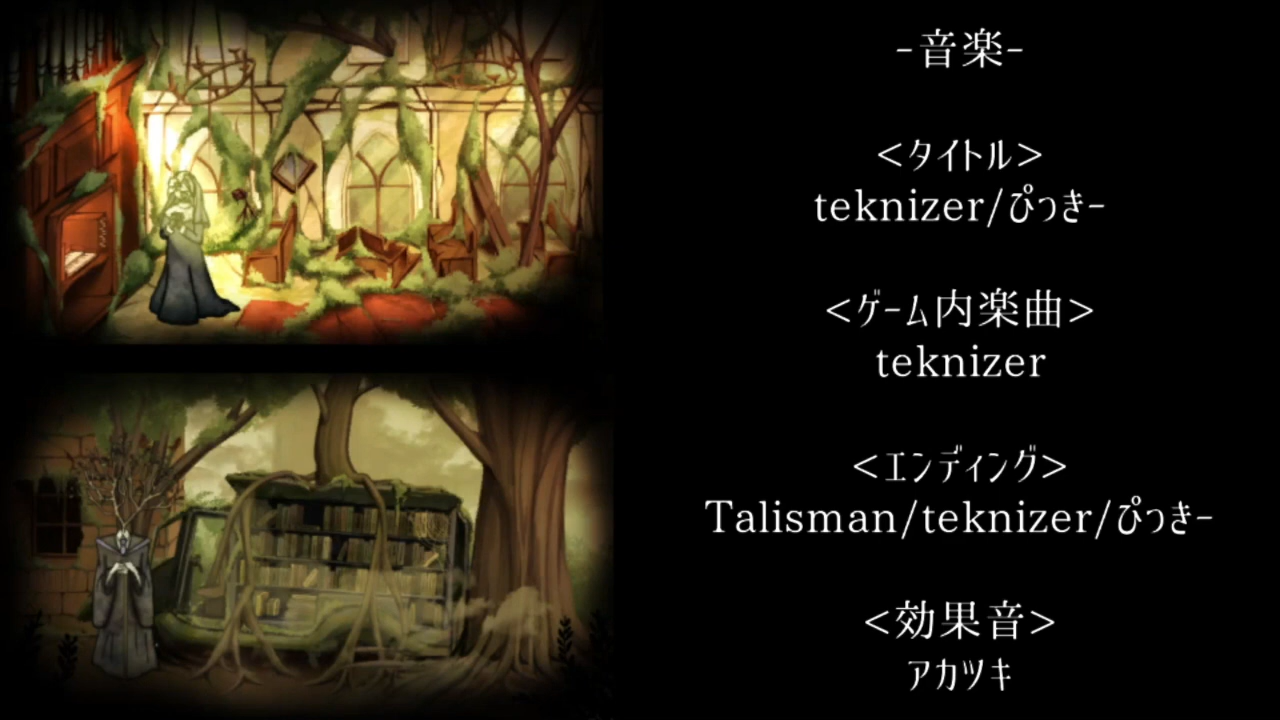 -音楽-
<タイトル>
teknizer/ぴっきー
<ゲーム内楽曲>
teknizer
<エンディング>
Talisman/teknizer/ぴっきー
<効果音>
アカツキ